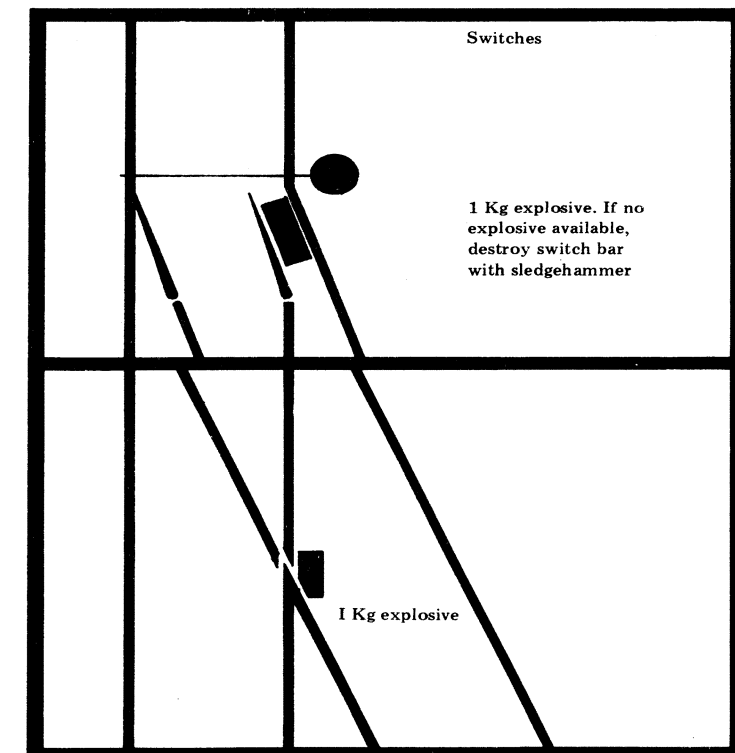 Switches
1 Kg explosive. If no
explosive available,
destroy switch bar
with sledgehammer
I Kg explosive